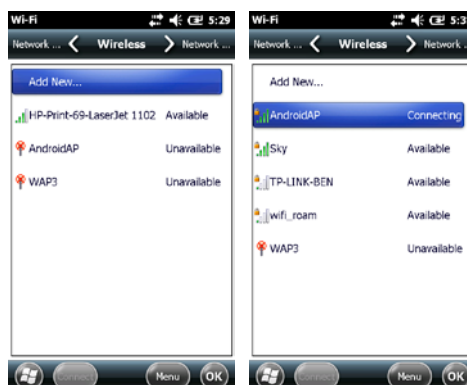 Wi-Fi 5:29
Network ... Wireless Network ...
Add New...
HP-Print-69-LaserJet 1102 Available
AndroidAP Unavailable
WAP3 Unavailable
Connect Menu OK
Wi-Fi 5:3
Network ... Wireless Network
Add New...
AndroidAP Connecting
Sky Available
TP-LINK-BEN Available
wifi_roam Available
WAP3 Unavailable
Connect Menu OK